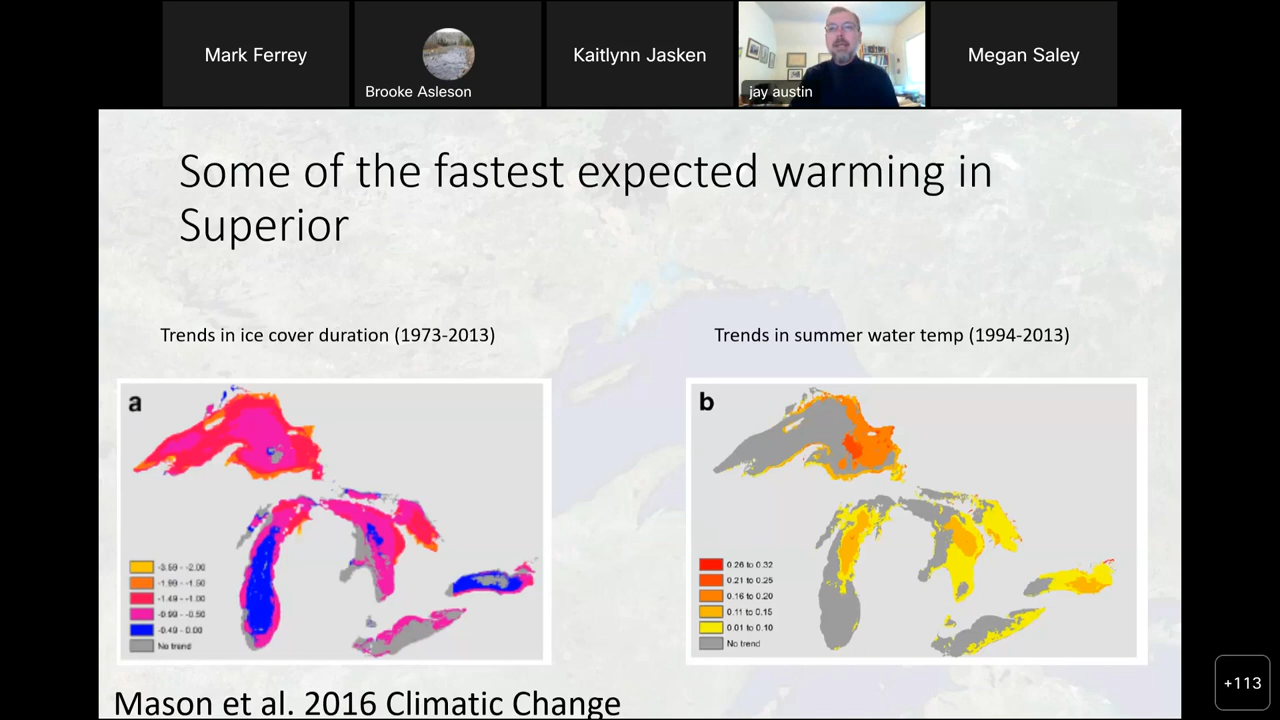 Mark Ferrey
Brooke Asleson
Kaitlynn Jasken
jay austin
Megan Saley
Some of the fastest expected warming in
Superior
Trends in ice cover duration (1973-2013)
Trends in summer water temp (1994-2013)
a
-3.59 - -2.00
-1.99 - -1.50
-1.49 - -1.00
-0.99 - -0.50
-0.49 - 0.00
No trend
b
0.26 to 0.32
0.21 to 0.25
0.16 to 0.20
0.11 to 0.15
0.01 to 0.10
No trend
Mason et al. 2016 Climatic Change
+113